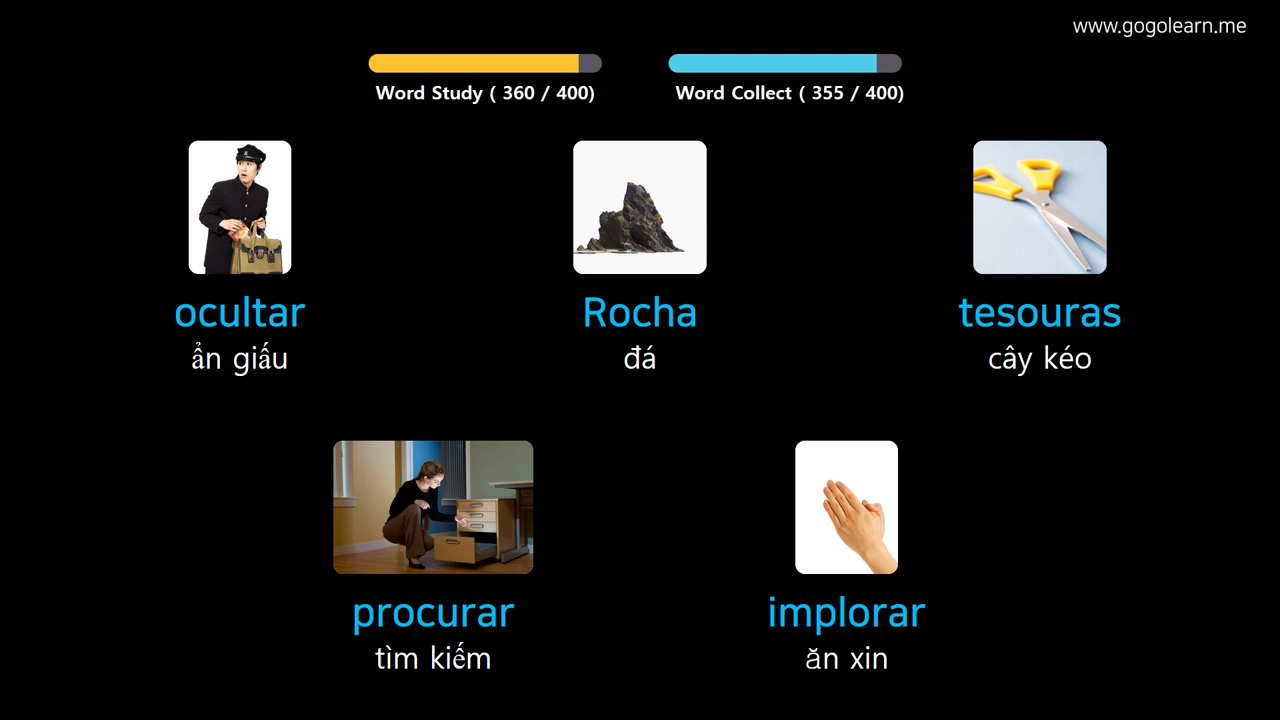 www.gogolearn.me
Word Study ( 360 / 400)
Word Collect ( 355 / 400)
ocultar
ẩn giấu
Rocha
đá
tesouras
cây kéo
procurar
tìm kiếm
implorar
ăn xin